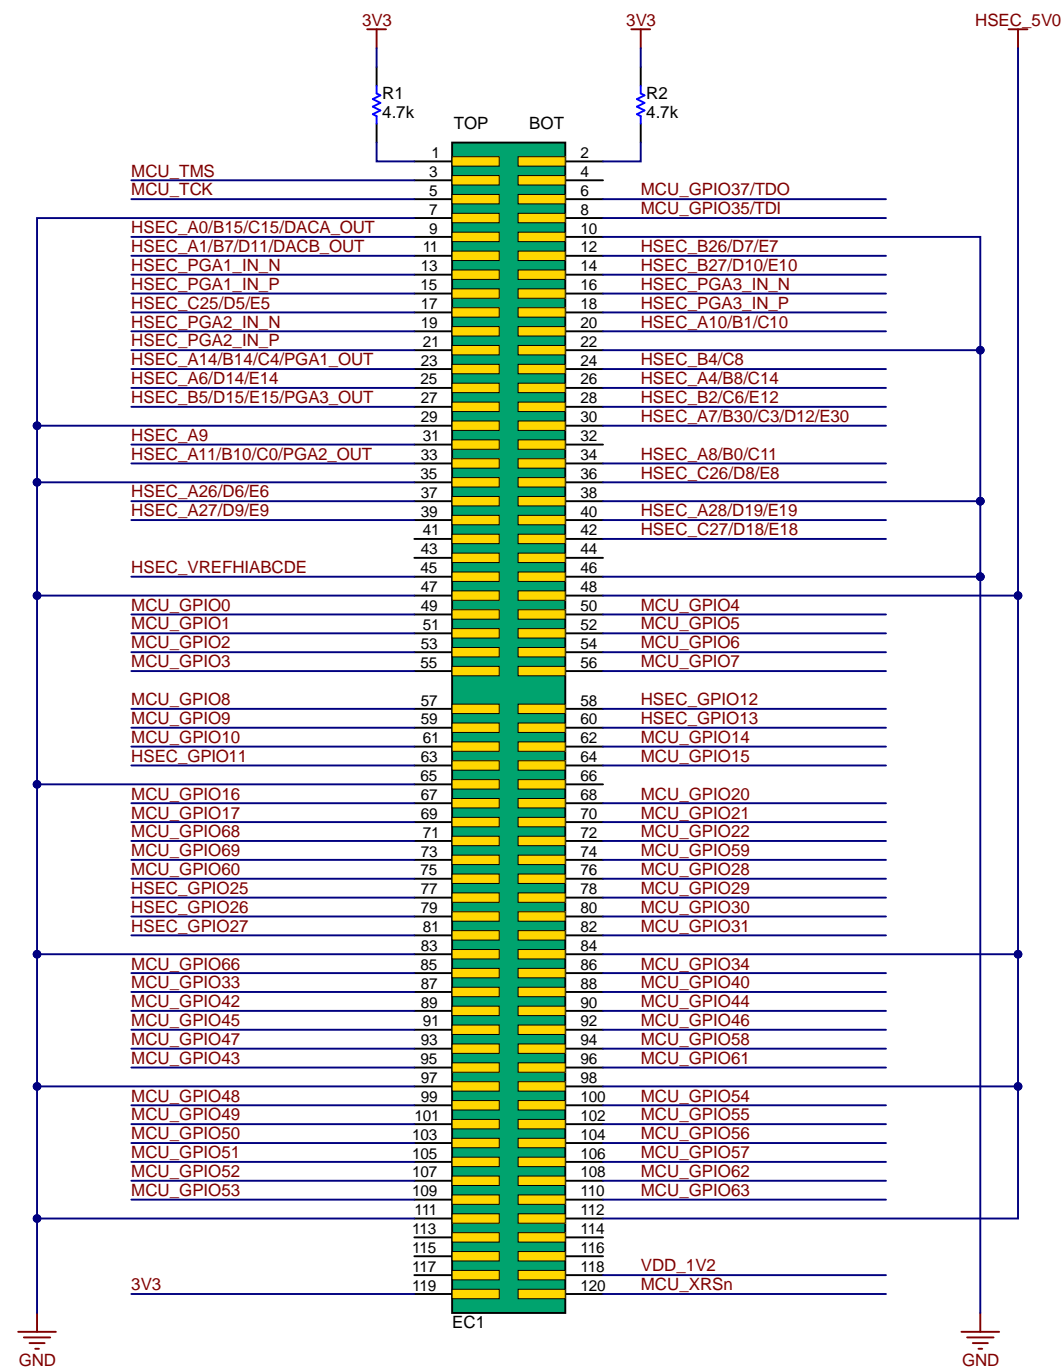 3V3 3V3 HSEC_5V0
R1 R2
4.7k 4.7k
TOP BOT
1 2
MCU_TMS 3 4
MCU_TCK 5 6 MCU_GPIO37/TDO
7 8 MCU_GPIO35/TDI
HSEC_A0/B15/C15/DACA_OUT 9 10
HSEC_A1/B7/D11/DACB_OUT 11 12 HSEC_B26/D7/E7
HSEC_PGA1_IN_N 13 14 HSEC_B27/D10/E10
HSEC_PGA1_IN_P 15 16 HSEC_PGA3_IN_N
HSEC_C25/D5/E5 17 18 HSEC_PGA3_IN_P
HSEC_PGA2_IN_N 19 20 HSEC_A10/B1/C10
HSEC_PGA2_IN_P 21 22
HSEC_A14/B14/C4/PGA1_OUT 23 24 HSEC_B4/C8
HSEC_A6/D14/E14 25 26 HSEC_A4/B8/C14
HSEC_B5/D15/E15/PGA3_OUT 27 28 HSEC_B2/C6/E12
29 30 HSEC_A7/B30/C3/D12/E30
HSEC_A9 31 32
HSEC_A11/B10/C0/PGA2_OUT 33 34 HSEC_A8/B0/C11
35 36 HSEC_C26/D8/E8
HSEC_A26/D6/E6 37 38
HSEC_A27/D9/E9 39 40 HSEC_A28/D19/E19
41 42 HSEC_C27/D18/E18
43 44
HSEC_VREFHIABCDE 45 46
47 48
MCU_GPIO0 49 50 MCU_GPIO4
MCU_GPIO1 51 52 MCU_GPIO5
MCU_GPIO2 53 54 MCU_GPIO6
MCU_GPIO3 55 56 MCU_GPIO7
MCU_GPIO8 57 58 HSEC_GPIO12
MCU_GPIO9 59 60 HSEC_GPIO13
MCU_GPIO10 61 62 MCU_GPIO14
HSEC_GPIO11 63 64 MCU_GPIO15
65 66
MCU_GPIO16 67 68 MCU_GPIO20
MCU_GPIO17 69 70 MCU_GPIO21
MCU_GPIO68 71 72 MCU_GPIO22
MCU_GPIO69 73 74 MCU_GPIO59
MCU_GPIO60 75 76 MCU_GPIO28
HSEC_GPIO25 77 78 MCU_GPIO29
HSEC_GPIO26 79 80 MCU_GPIO30
HSEC_GPIO27 81 82 MCU_GPIO31
83 84
MCU_GPIO66 85 86 MCU_GPIO34
MCU_GPIO33 87 88 MCU_GPIO40
MCU_GPIO42 89 90 MCU_GPIO44
MCU_GPIO45 91 92 MCU_GPIO46
MCU_GPIO47 93 94 MCU_GPIO58
MCU_GPIO43 95 96 MCU_GPIO61
97 98
MCU_GPIO48 99 100 MCU_GPIO54
MCU_GPIO49 101 102 MCU_GPIO55
MCU_GPIO50 103 104 MCU_GPIO56
MCU_GPIO51 105 106 MCU_GPIO57
MCU_GPIO52 107 108 MCU_GPIO62
MCU_GPIO53 109 110 MCU_GPIO63
111 112
113 114
115 116
117 118 VDD_1V2
3V3 119 120 MCU_XRSn
EC1
GND GND